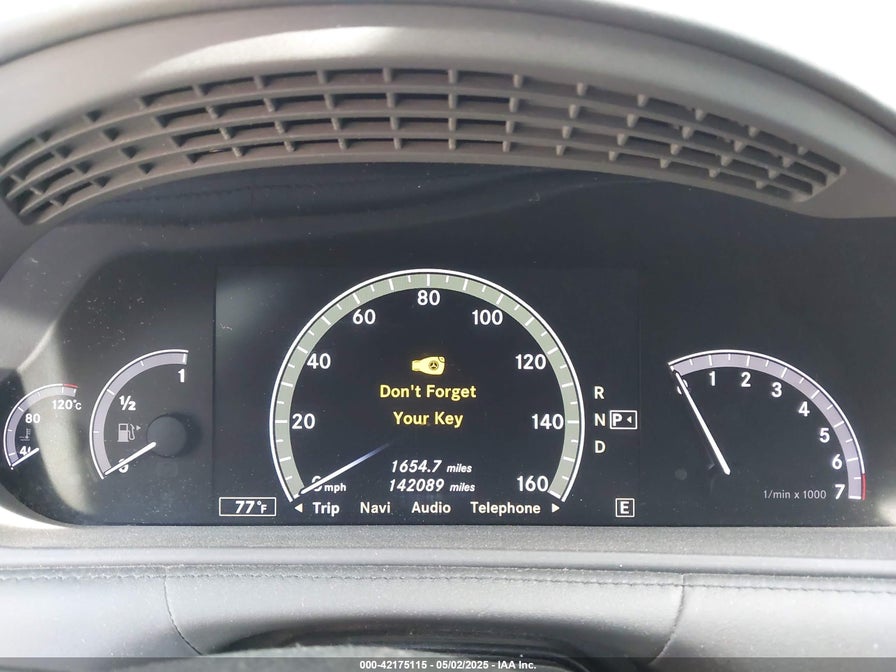 80
60
100
40
120
20
140
0 mph
160
Don't Forget
Your Key
1654.7 miles
142089 miles
Trip Navi Audio Telephone
77°F
E
R
N P
D
120°C
80
1
½
1
2
3
4
5
6
7
1/min x 1000
000-42175115 - 05/02/2025 - IAA Inc.